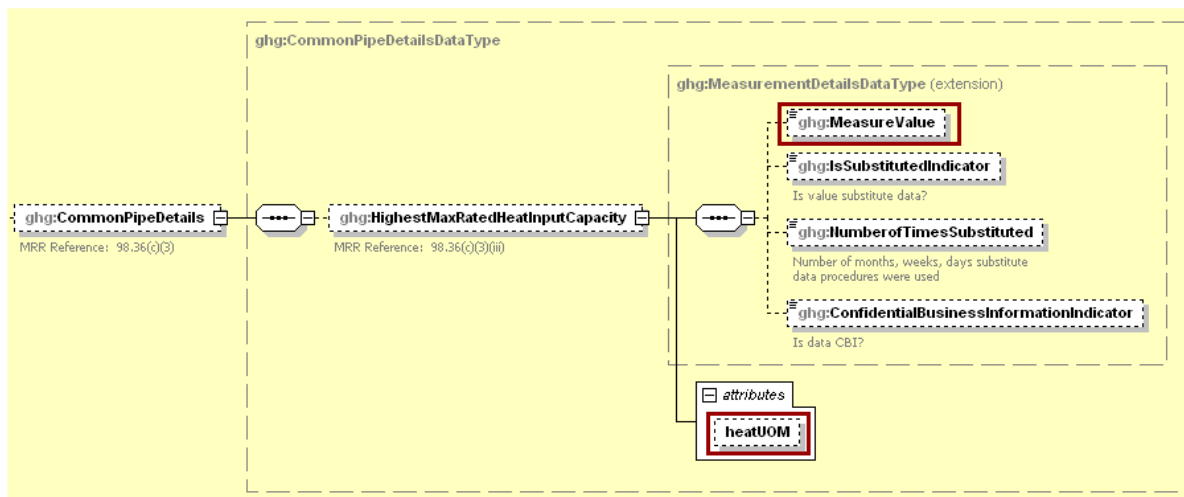 ghg:CommonPipeDetailsDataType
ghg:MeasurementDetailsDataType (extension)
ghg:MeasureValue
ghg:IsSubstitutedIndicator
Is value substitute data?
ghg:CommonPipeDetails
MRR Reference: 98.36(c)(3)
ghg:HighestMaxRatedHeatInputCapacity
MRR Reference: 98.36(c)(3)(iii)
ghg:NumberofTimesSubstituted
Number of months, weeks, days substitute
data procedures were used
ghg:ConfidentialBusinessInformationIndicator
Is data CBI?
attributes
heatUOM